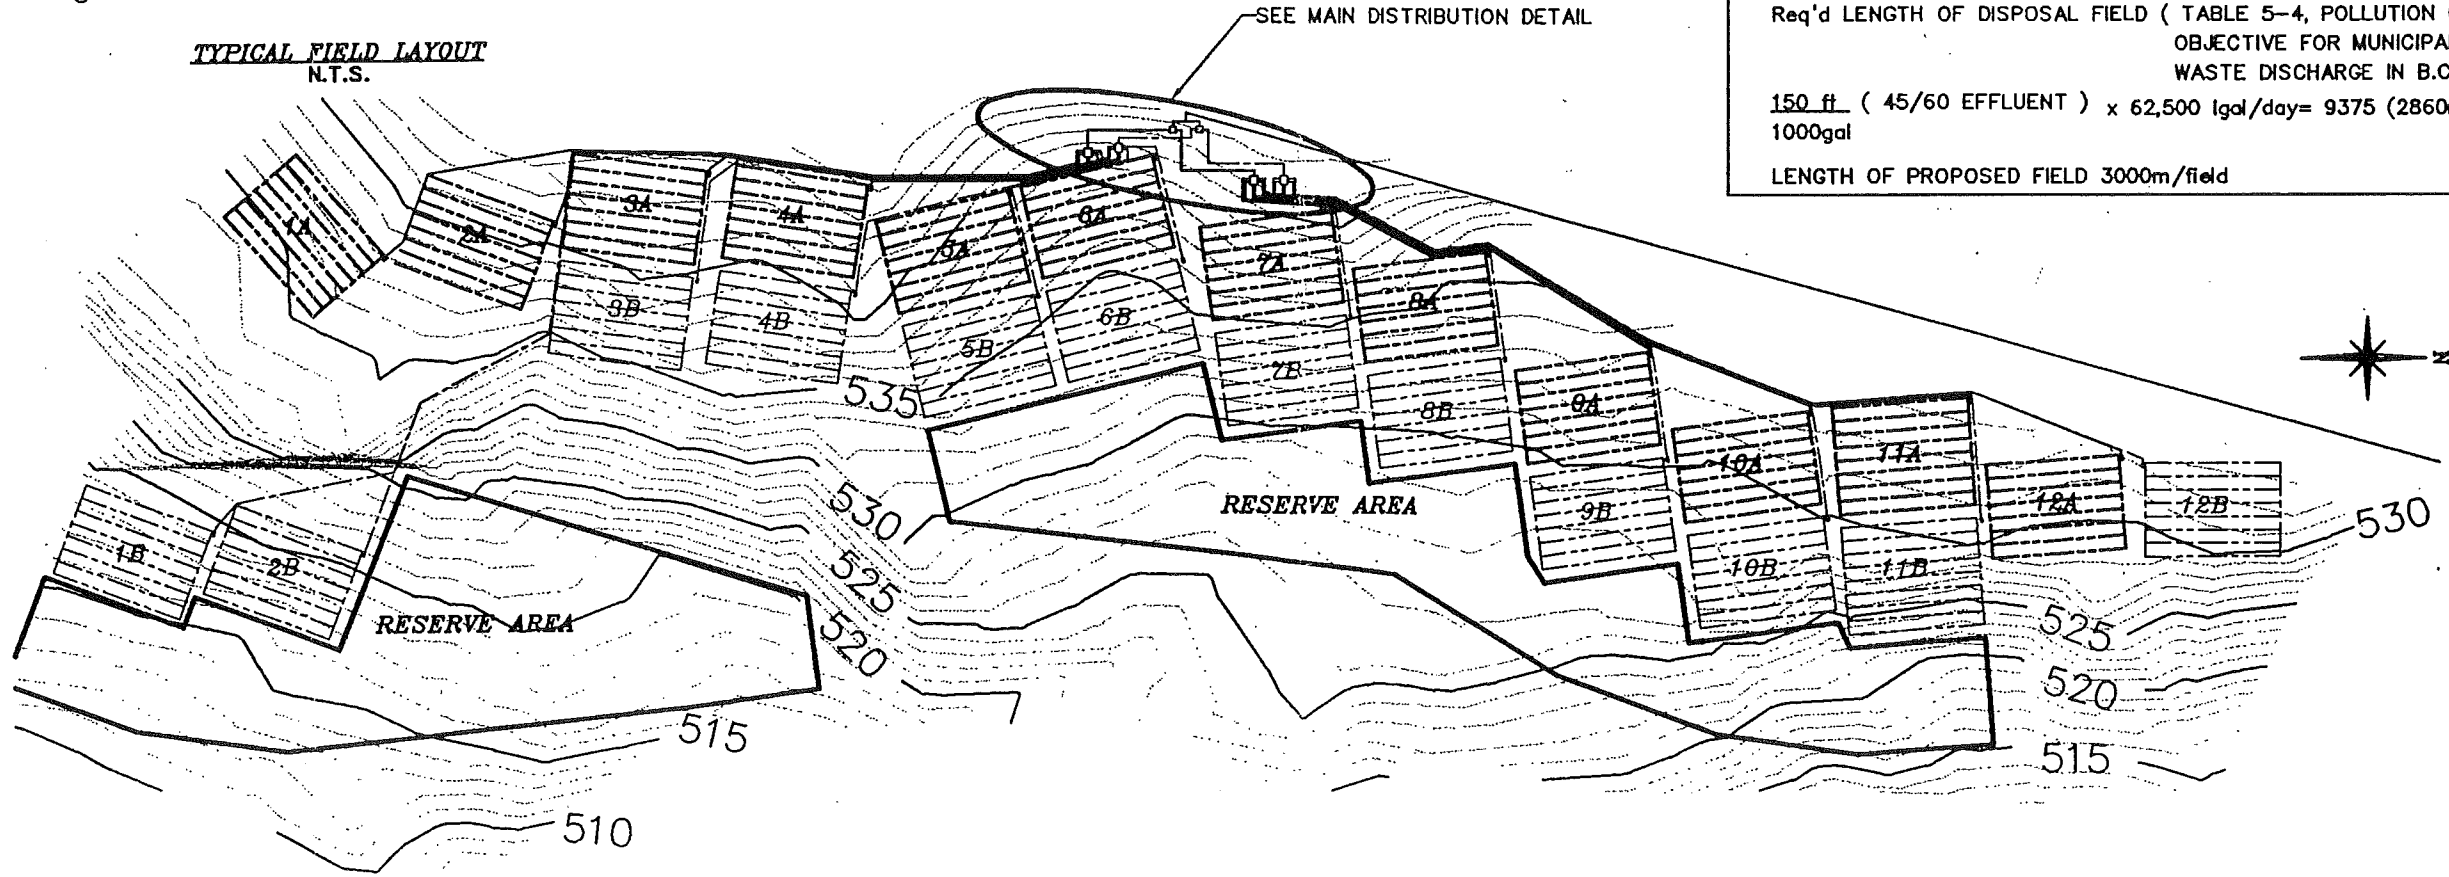 TYPICAL FIELD LAYOUT
N.T.S.
SEE MAIN DISTRIBUTION DETAIL
Req'd LENGTH OF DISPOSAL FIELD ( TABLE 5-4, POLLUTION
OBJECTIVE FOR MUNICIPA
WASTE DISCHARGE IN B.C
150 ft ( 45/60 EFFLUENT ) x 62,500 Igal/day= 9375 (2860
1000gal
LENGTH OF PROPOSED FIELD 3000m/field
1A
2A
3A
4A
5A
6A
7A
8A
9A
10A
11A
12A
12B
3B
4B
5B
6B
7B
8B
9B
10B
11B
1B
2B
535
530
525
520
515
510
RESERVE AREA
RESERVE AREA
530
525
520
515
N